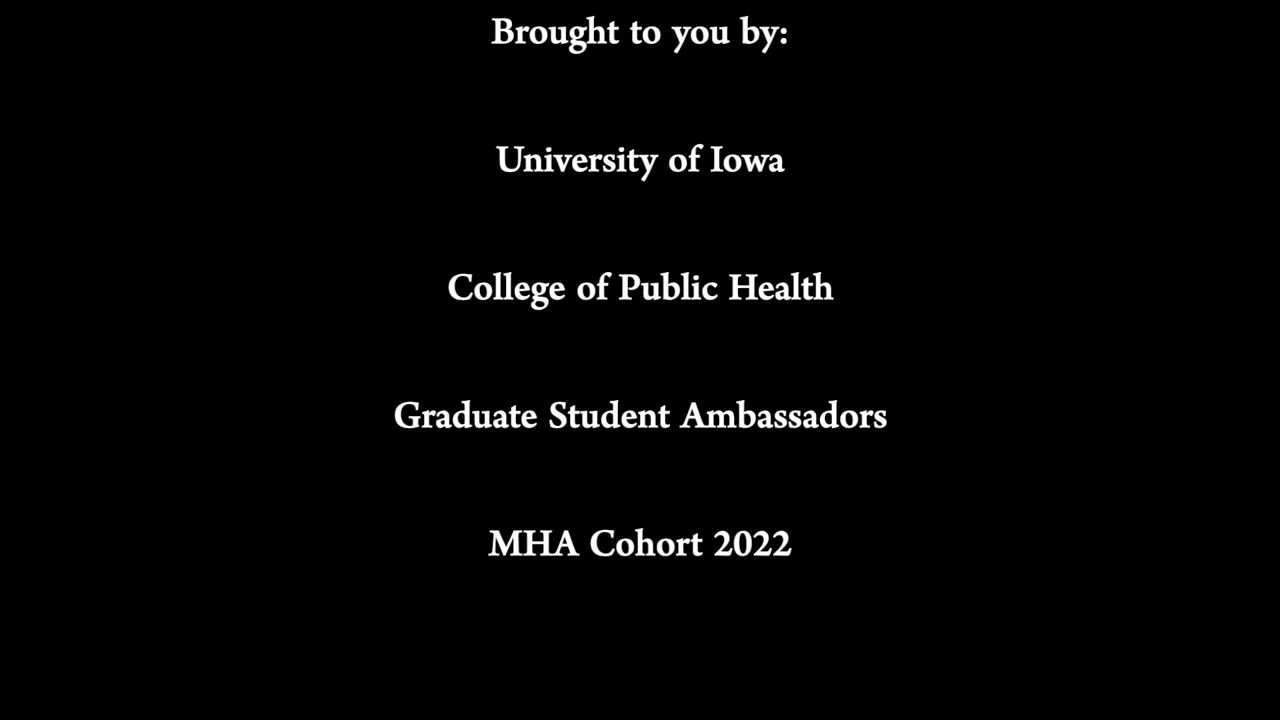 Brought to you by:
University of Iowa
College of Public Health
Graduate Student Ambassadors
MHA Cohort 2022